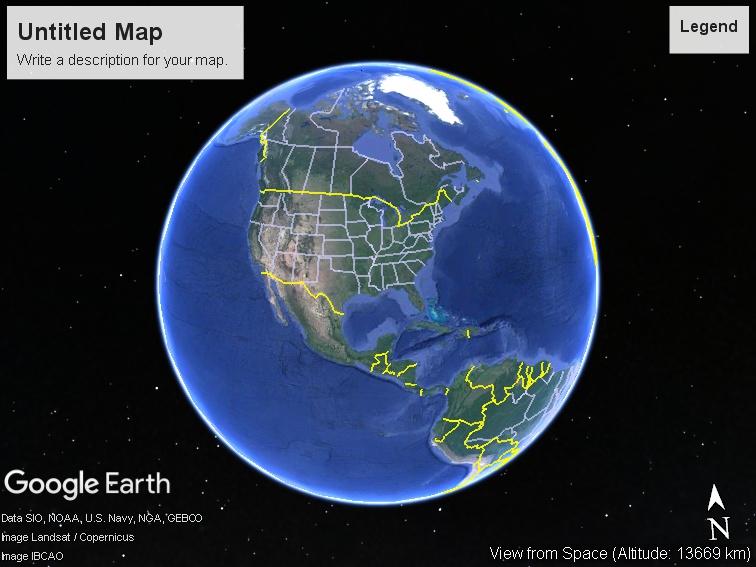 Untitled Map
Write a description for your map.
Legend
Google Earth
Data SIO, NOAA, U.S. Navy, NGA, GEBCO
Image Landsat / Copernicus
Image IBCAO
N
View from Space (Altitude: 13669 km)